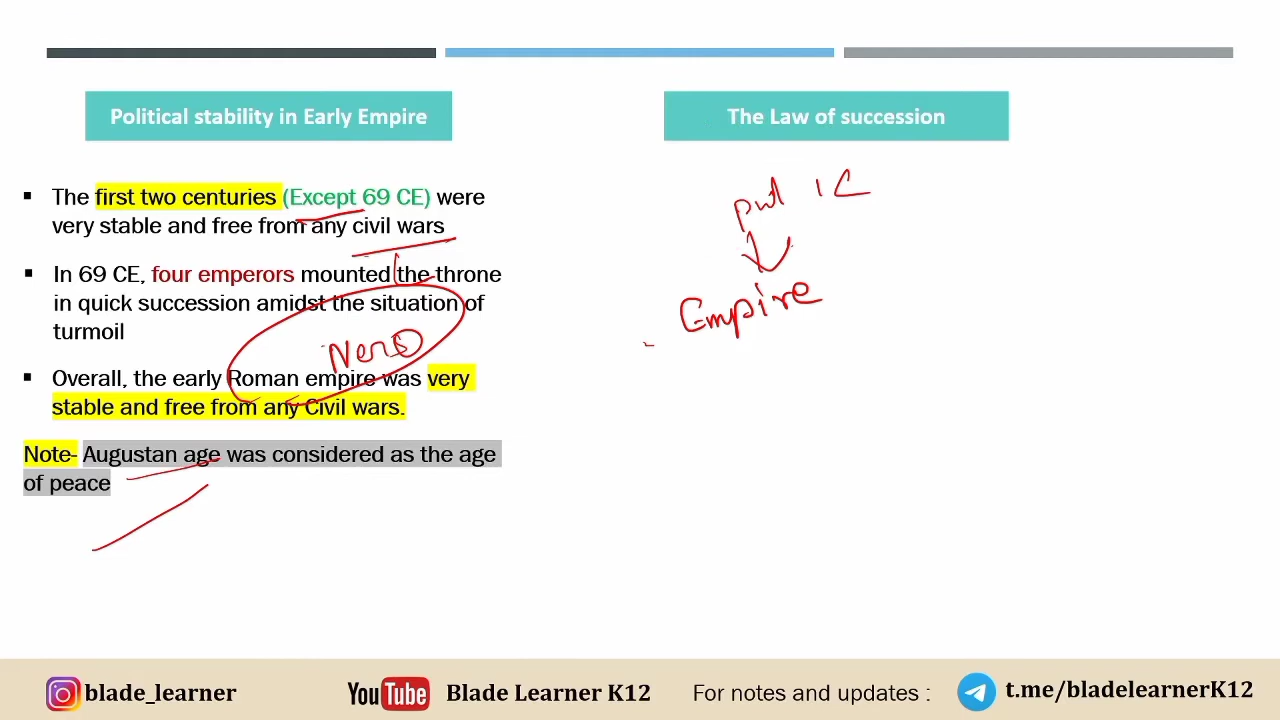 Political stability in Early Empire
The first two centuries (Except 69 CE) were
very stable and free from any civil wars
In 69 CE, four emperors mounted the throne
in quick succession amidst the situation of
turmoil
Nero
Overall, the early Roman empire was very
stable and free from any Civil wars.
Note- Augustan age was considered as the age
of peace
The Law of succession
Empire
blade_learner
YouTube
Blade Learner K12
For notes and updates :
t.me/bladelearnerK12